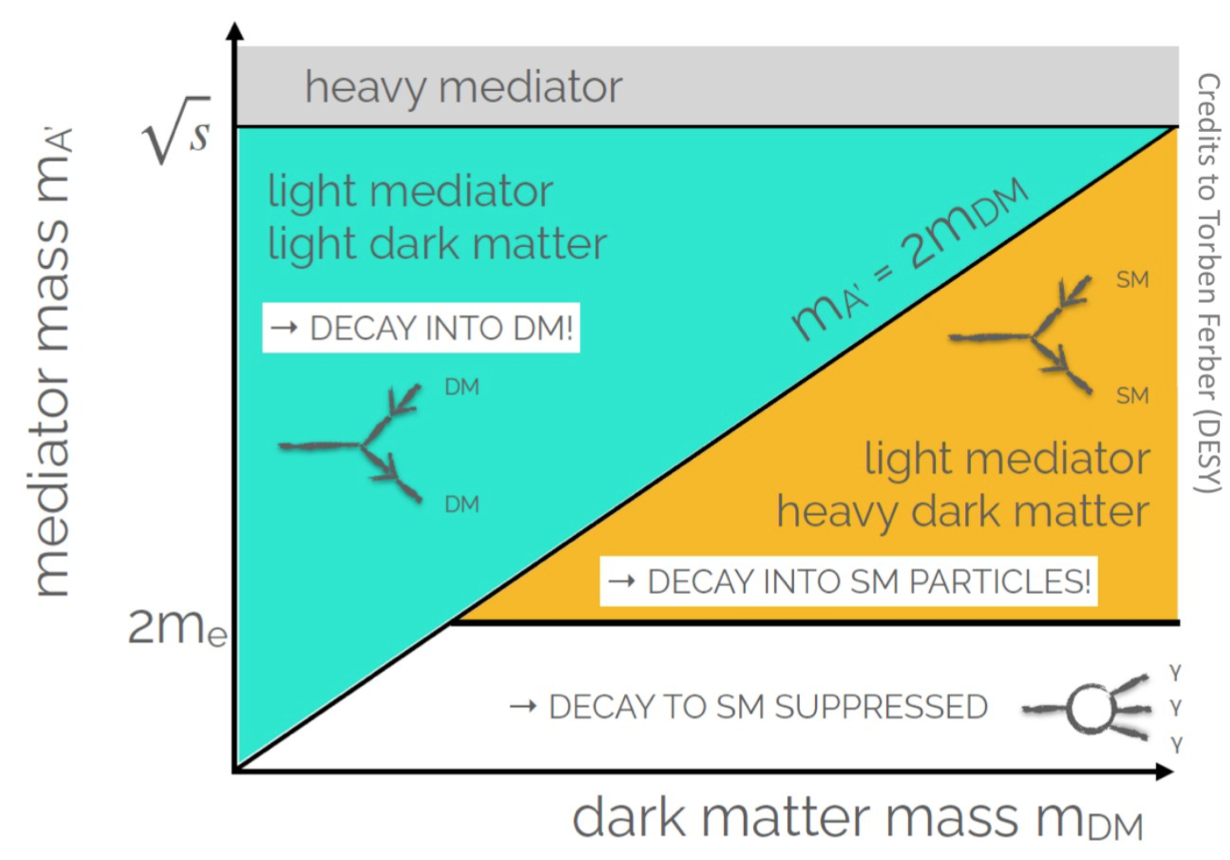 heavy mediator
√s
light mediator
light dark matter
→ DECAY INTO DM!
DM
DM
mA' = 2mDM
SM
SM
light mediator
heavy dark matter
→ DECAY INTO SM PARTICLES!
2me
→ DECAY TO SM SUPPRESSED
γ
γ
γ
dark matter mass mDM
mediator mass mA'
Credits to Torben Ferber (DESY)